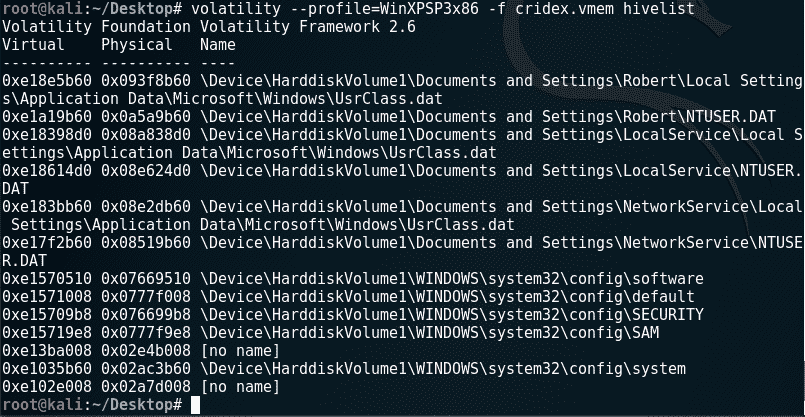 root@kali:~/Desktop# volatility --profile=WinXPSP3x86 -f cridex.vmem hivelist
Volatility Foundation Volatility Framework 2.6
Virtual    Physical   Name
---------- ---------- ----
0xe18e5b60 0x093f8b60 \Device\HarddiskVolume1\Documents and Settings\Robert\Local Setting
s\Application Data\Microsoft\Windows\UsrClass.dat
0xe1a19b60 0x0a5a9b60 \Device\HarddiskVolume1\Documents and Settings\Robert\NTUSER.DAT
0xe18398d0 0x08a838d0 \Device\HarddiskVolume1\Documents and Settings\LocalService\Local S
ettings\Application Data\Microsoft\Windows\UsrClass.dat
0xe18614d0 0x08e624d0 \Device\HarddiskVolume1\Documents and Settings\LocalService\NTUSER.
DAT
0xe183bb60 0x08e2db60 \Device\HarddiskVolume1\Documents and Settings\NetworkService\Local
 Settings\Application Data\Microsoft\Windows\UsrClass.dat
0xe17f2b60 0x08519b60 \Device\HarddiskVolume1\Documents and Settings\NetworkService\NTUSE
R.DAT
0xe1570510 0x07669510 \Device\HarddiskVolume1\WINDOWS\system32\config\software
0xe1571008 0x0777f008 \Device\HarddiskVolume1\WINDOWS\system32\config\default
0xe15709b8 0x076699b8 \Device\HarddiskVolume1\WINDOWS\system32\config\SECURITY
0xe15719e8 0x0777f9e8 \Device\HarddiskVolume1\WINDOWS\system32\config\SAM
0xe13ba008 0x02e4b008 [no name]
0xe1035b60 0x02ac3b60 \Device\HarddiskVolume1\WINDOWS\system32\config\system
0xe102e008 0x02a7d008 [no name]
root@kali:~/Desktop#